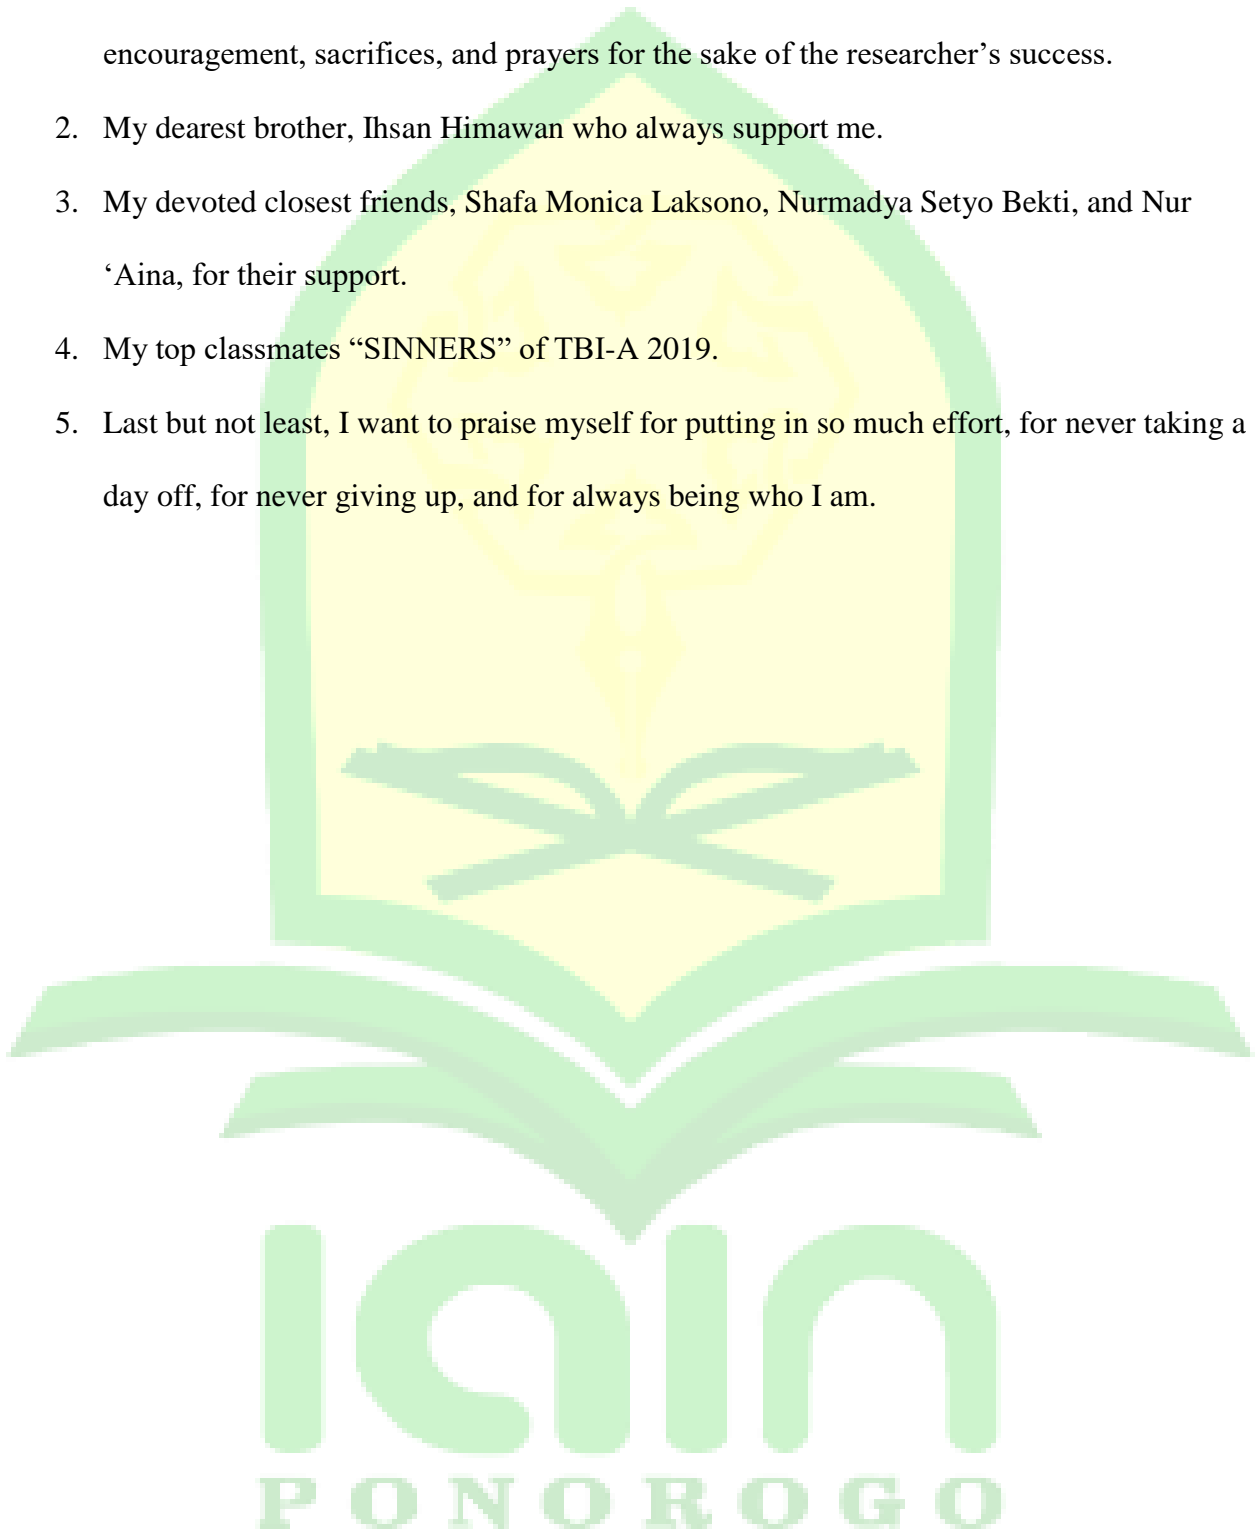 encouragement, sacrifices, and prayers for the sake of the researcher’s success.
2. My dearest brother, Ihsan Himawan who always support me.
3. My devoted closest friends, Shafa Monica Laksono, Nurmadya Setyo Bekti, and Nur
‘Aina, for their support.
4. My top classmates “SINNERS” of TBI-A 2019.
5. Last but not least, I want to praise myself for putting in so much effort, for never taking a
day off, for never giving up, and for always being who I am.
iain
PONOROGO